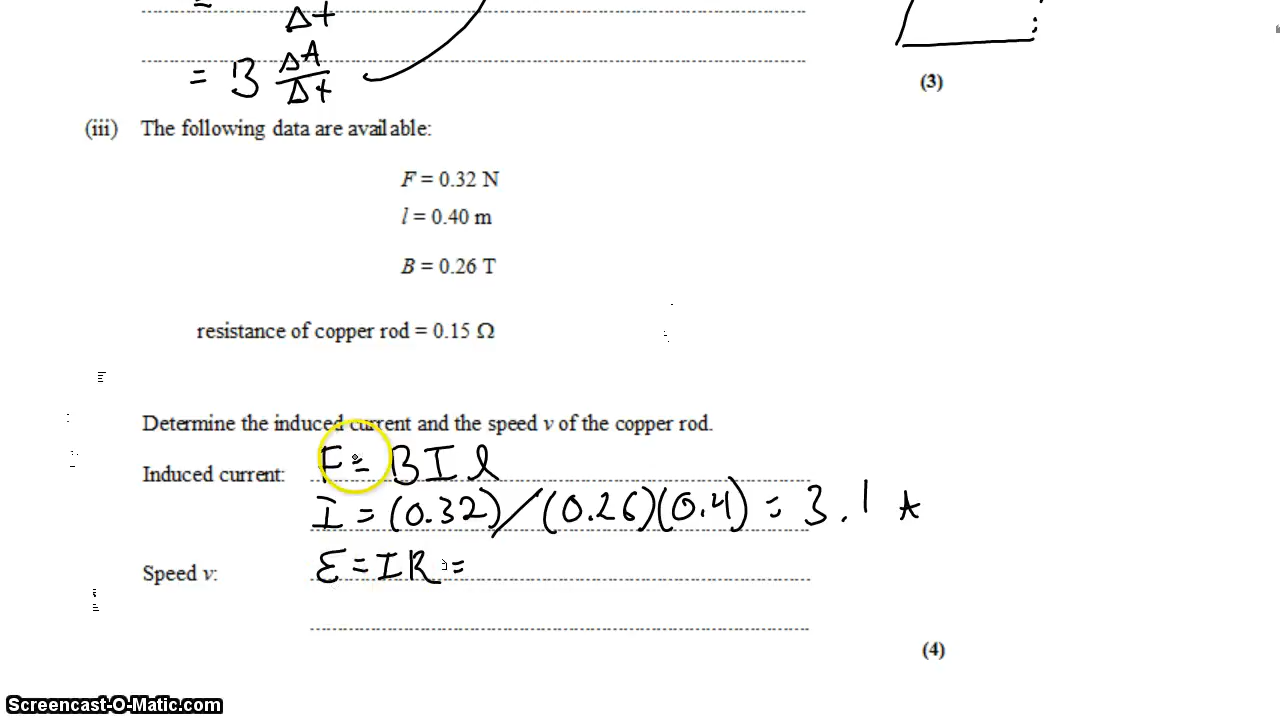 Δt
= B ΔA/Δt
(3)
(iii) The following data are available:
F = 0.32 N
l = 0.40 m
B = 0.26 T
resistance of copper rod = 0.15 Ω
Determine the induced current and the speed v of the copper rod.
Induced current: F = BIl
I = (0.32)/(0.26)(0.4) = 3.1 A
Speed v: ε = IR =
(4)
Screencast-O-Matic.com